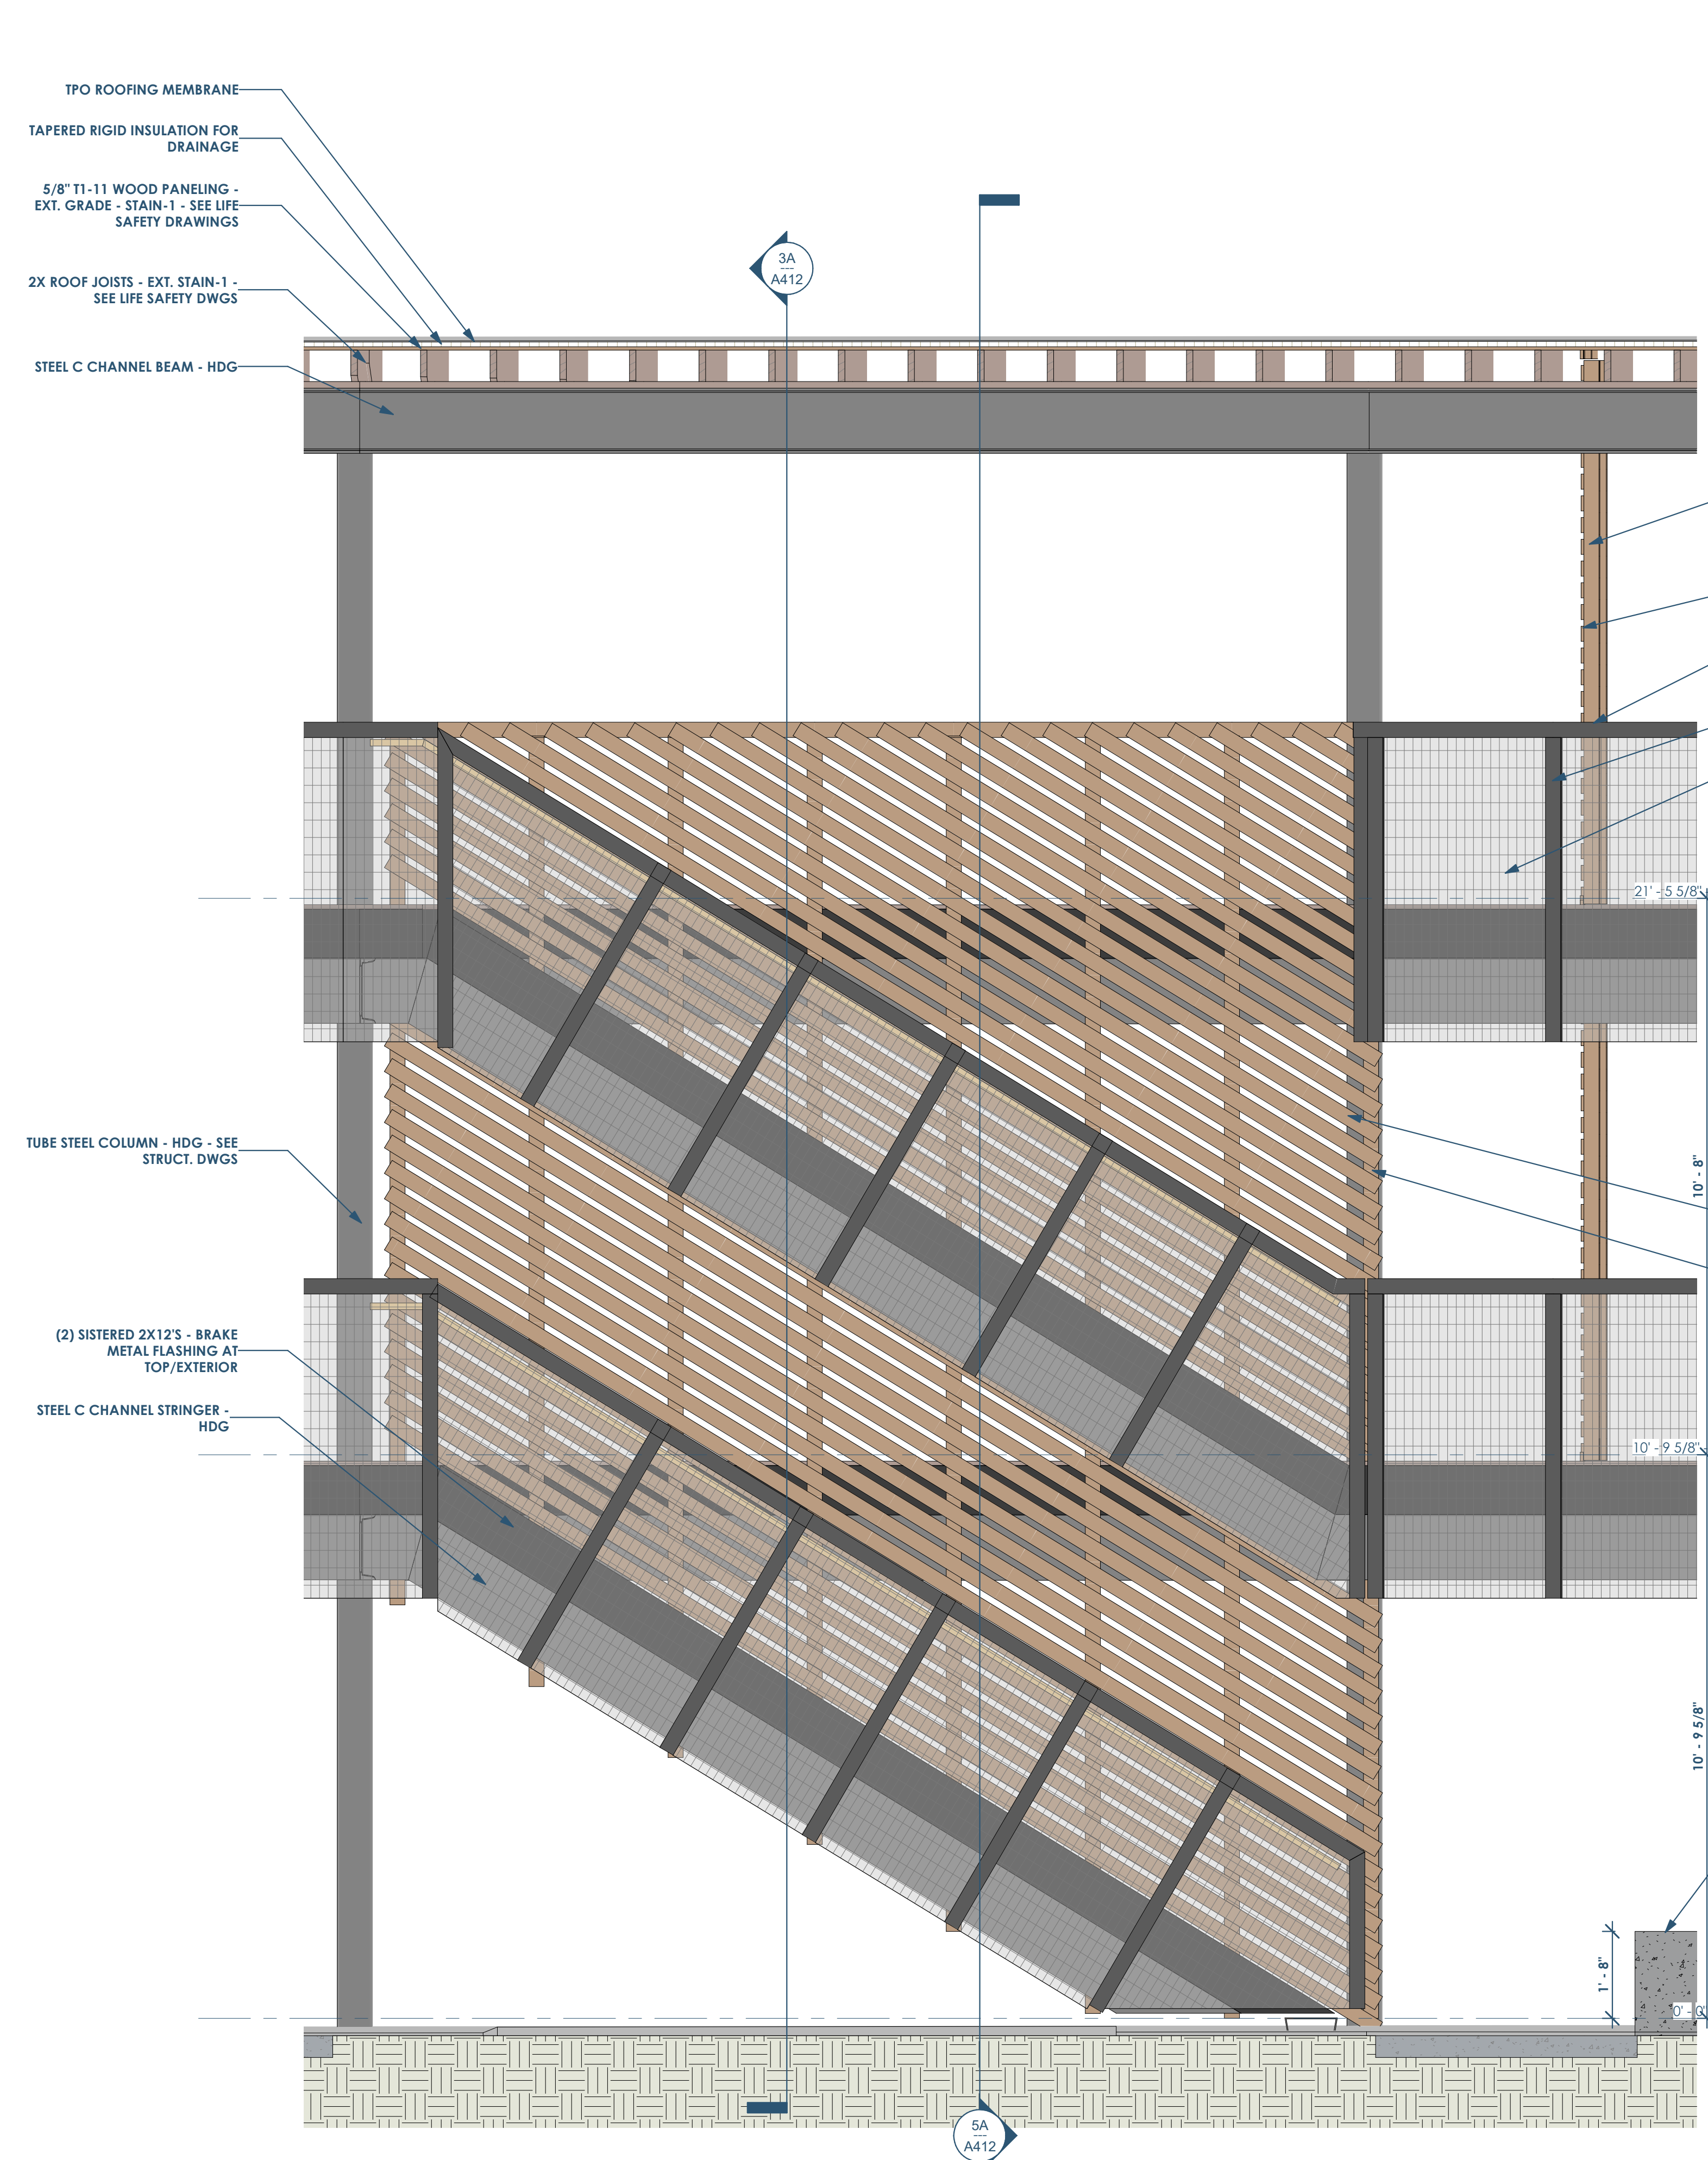 TPO ROOFING MEMBRANE
TAPERED RIGID INSULATION FOR
DRAINAGE
5/8" T1-11 WOOD PANELING -
EXT. GRADE - STAIN-1 - SEE LIFE
SAFETY DRAWINGS
3A
---
A412
2X ROOF JOISTS - EXT. STAIN-1 -
SEE LIFE SAFETY DWGS
STEEL C CHANNEL BEAM - HDG
21' - 5 5/8"
TUBE STEEL COLUMN - HDG - SEE
STRUCT. DWGS
10' - 8"
(2) SISTERED 2X12'S - BRAKE
METAL FLASHING AT
TOP/EXTERIOR
STEEL C CHANNEL STRINGER -
HDG
10' - 9 5/8"
10' - 9 5/8"
1' - 8"
0' - 0"
5A
---
A412